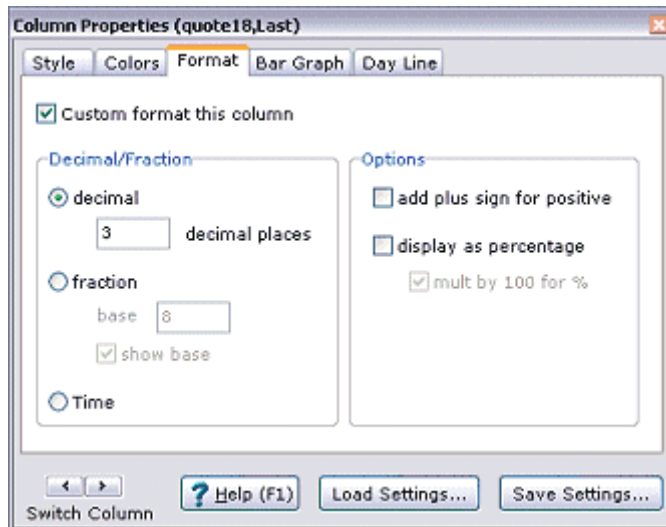 Column Properties (quote18,Last)
Style Colors Format Bar Graph Day Line
Custom format this column
Decimal/Fraction
decimal
3 decimal places
fraction
base 8
show base
Time
Options
add plus sign for positive
display as percentage
mult by 100 for %
Switch Column
? Help (F1) Load Settings... Save Settings...